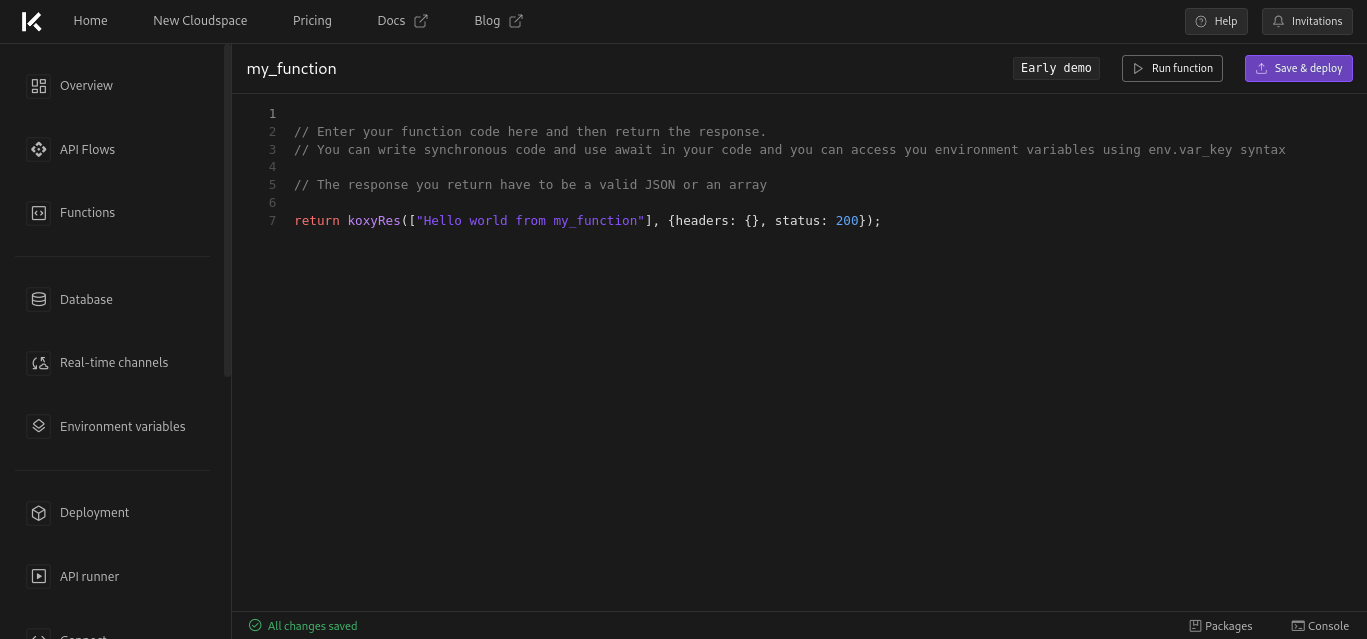 Home New Cloudspace Pricing Docs Blog Help Invitations
my_function Early demo Run function Save & deploy
Overview
API Flows
Functions
Database
Real-time channels
Environment variables
Deployment
API runner
Connect
1
2 // Enter your function code here and then return the response.
3 // You can write synchronous code and use await in your code and you can access you environment variables using env.var_key syntax
4
5 // The response you return have to be a valid JSON or an array
6
7 return koxyRes(["Hello world from my_function"], {headers: {}, status: 200});
All changes saved Packages Console